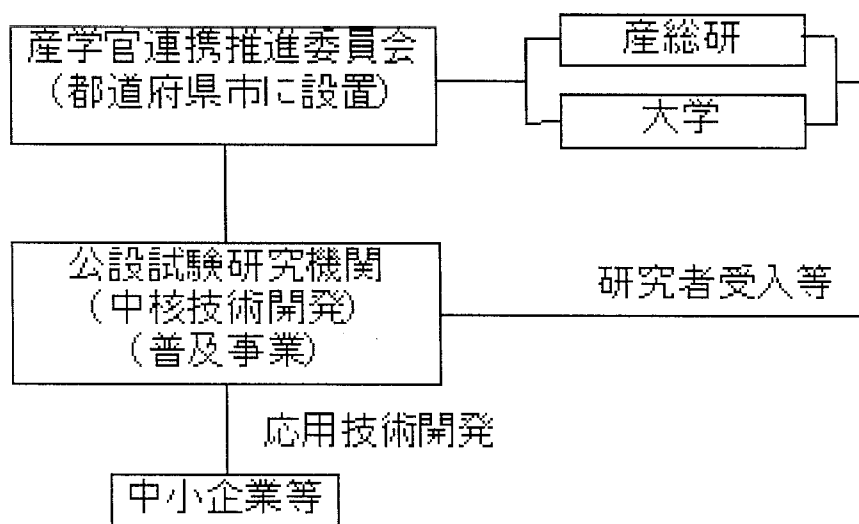 産学官連携推進委員会
(都道府県市に設置)
産総研
大学
公設試験研究機関
(中核技術開発)
(普及事業)
研究者受入等
応用技術開発
中小企業等